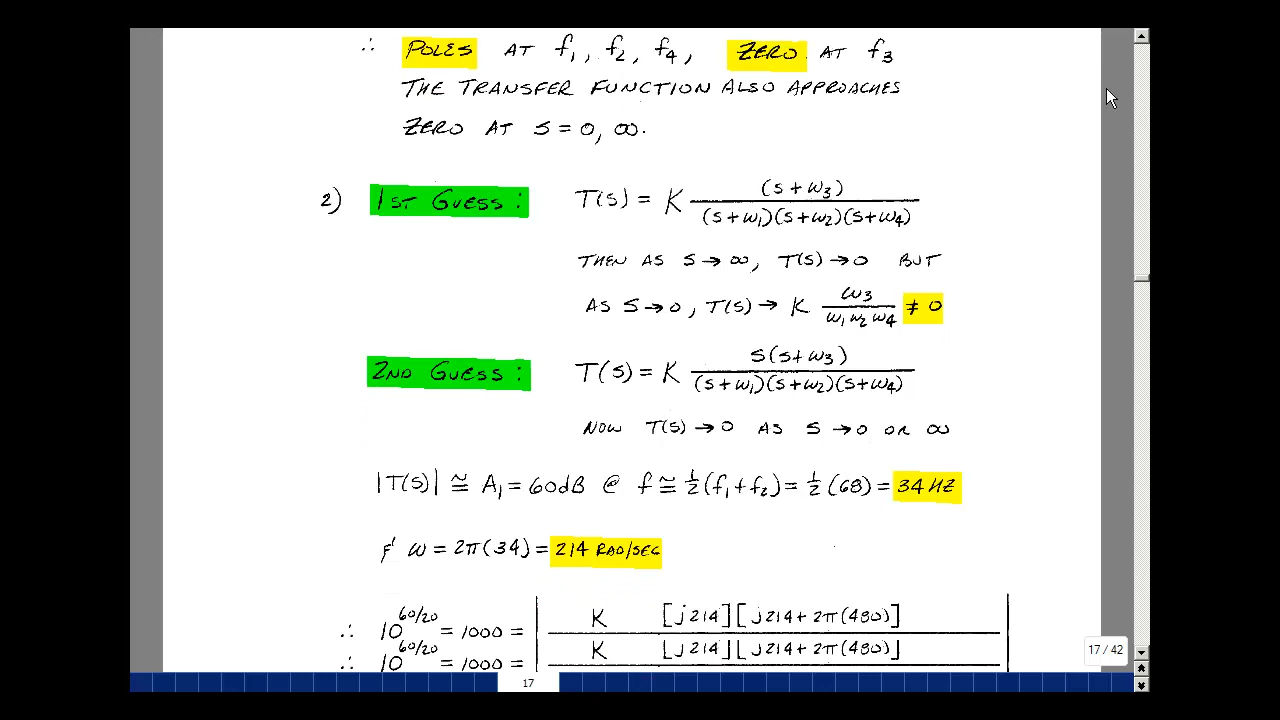 ∴ POLES AT f₁, f₂, f₄, ZERO AT f₃
THE TRANSFER FUNCTION ALSO APPROACHES
ZERO AT S = 0, ∞.
2) 1ST GUESS: T(S) = K (S+ω₃) / (S+ω₁)(S+ω₂)(S+ω₄)
THEN AS S → ∞, T(S) → 0 BUT
AS S → 0, T(S) → K ω₃ / ω₁ ω₂ ω₄ ≠ 0
2ND GUESS: T(S) = K S(S+ω₃) / (S+ω₁)(S+ω₂)(S+ω₄)
NOW T(S) → 0 AS S → 0 OR ∞
|T(S)| ≅ A₁ = 60dB @ f ≅ ½(f₁+f₂) = ½(68) = 34 HZ
& ω = 2π(34) = 214 RAD/SEC
∴ 10^60/20 = 1000 = | K [j214][j214 + 2π(480)] |
∴ 10^60/20 = 1000 = | K [j214][j214 + 2π(480)]
17 / 42
17